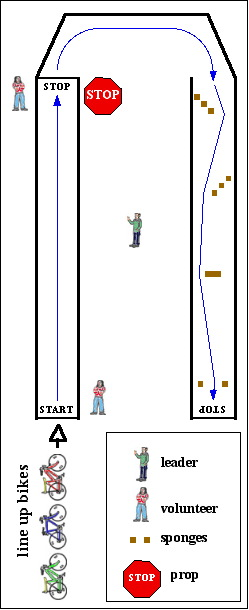 STOP
STOP
START
STOP
line up bikes
leader
volunteer
sponges
STOP
prop